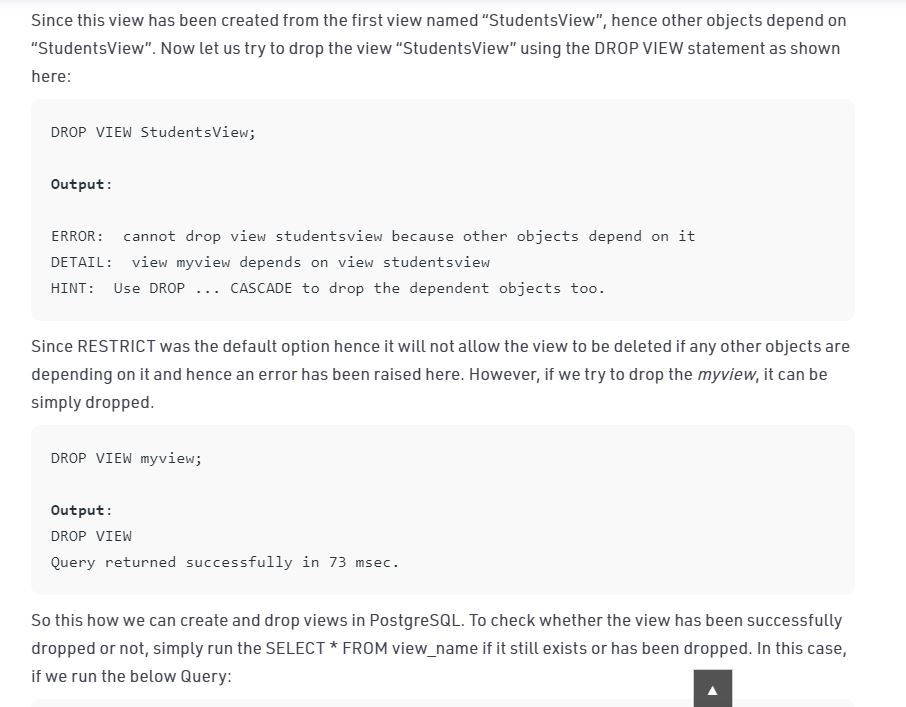 Since this view has been created from the first view named “StudentsView”, hence other objects depend on
“StudentsView”. Now let us try to drop the view “StudentsView” using the DROP VIEW statement as shown
here:
DROP VIEW StudentsView;
Output:
ERROR:  cannot drop view studentsview because other objects depend on it
DETAIL:  view myview depends on view studentsview
HINT:  Use DROP ... CASCADE to drop the dependent objects too.
Since RESTRICT was the default option hence it will not allow the view to be deleted if any other objects are
depending on it and hence an error has been raised here. However, if we try to drop the myview, it can be
simply dropped.
DROP VIEW myview;
Output:
DROP VIEW
Query returned successfully in 73 msec.
So this how we can create and drop views in PostgreSQL. To check whether the view has been successfully
dropped or not, simply run the SELECT * FROM view_name if it still exists or has been dropped. In this case,
if we run the below Query: